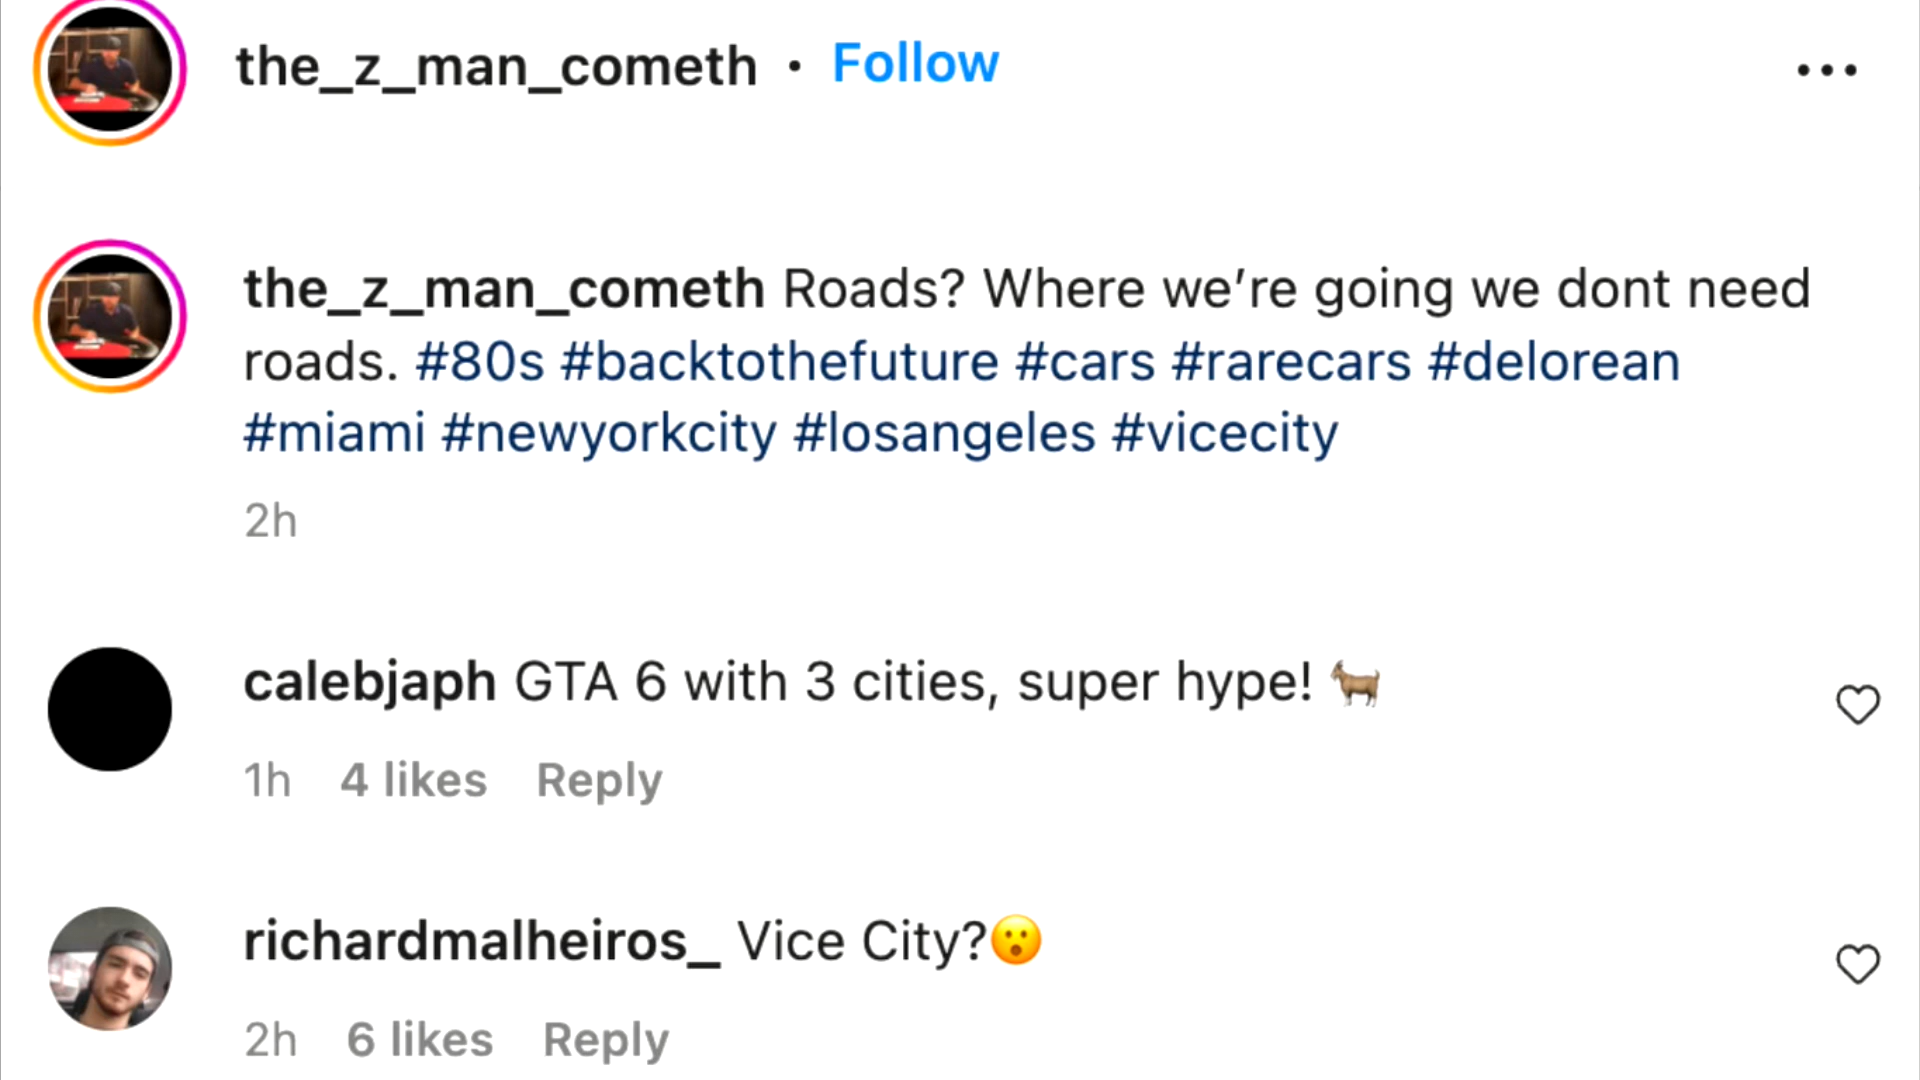 the_z_man_cometh • Follow
the_z_man_cometh Roads? Where we’re going we dont need
roads. #80s #backtothefuture #cars #rarecars #delorean
#miami #newyorkcity #losangeles #vicecity
2h
calebjaph GTA 6 with 3 cities, super hype! 🐐
1h 4 likes Reply
richardmalheiros_ Vice City?😮
2h 6 likes Reply